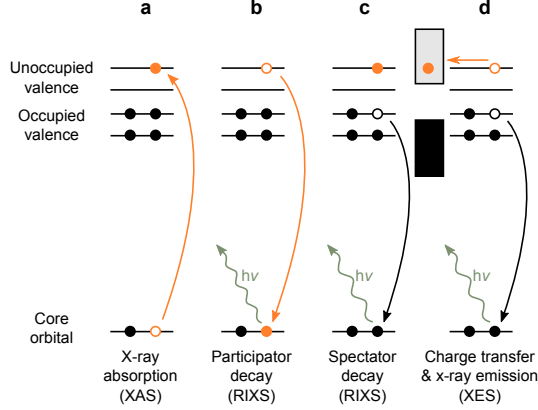 a
b
c
d
Unoccupied
valence
Occupied
valence
hν
hν
hν
Core
orbital
X-ray
absorption
(XAS)
Participator
decay
(RIXS)
Spectator
decay
(RIXS)
Charge transfer
& x-ray emission
(XES)